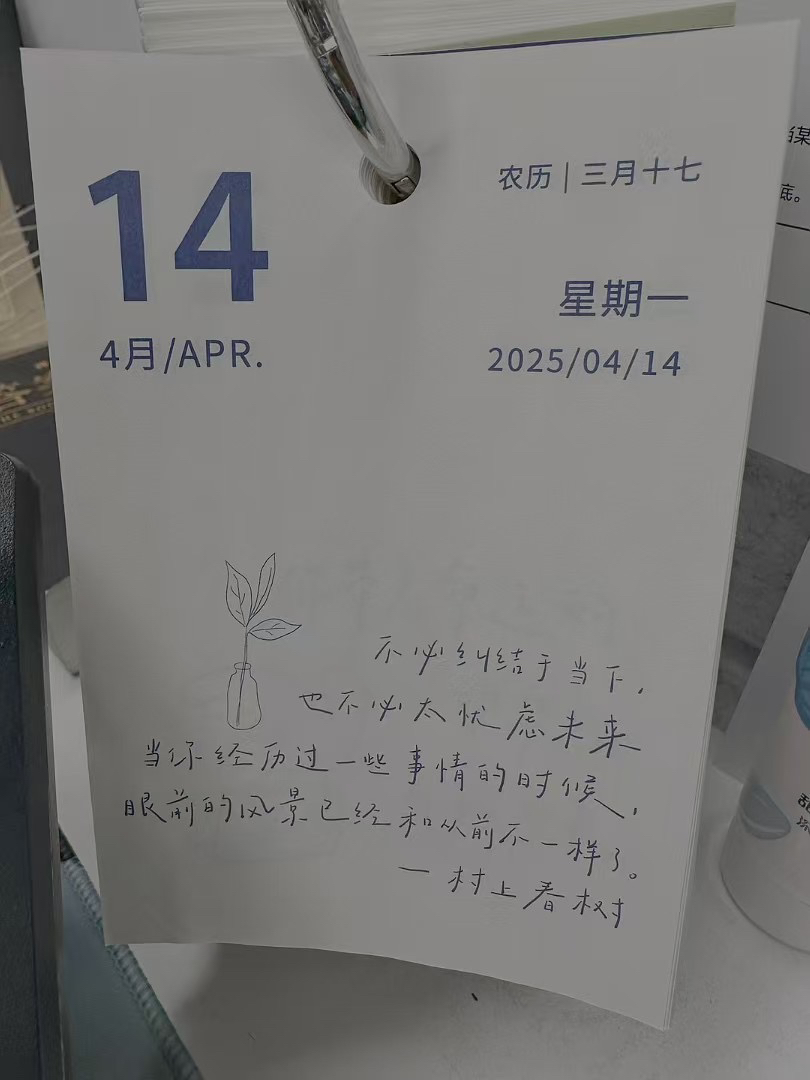 14
4月/APR.
农历 | 三月十七
星期一
2025/04/14
不必纠结于当下,
也不必太忧虑未来
当你经历过一些事情的时候,
眼前的风景已经和从前不一样了。
— 村上春树
底。